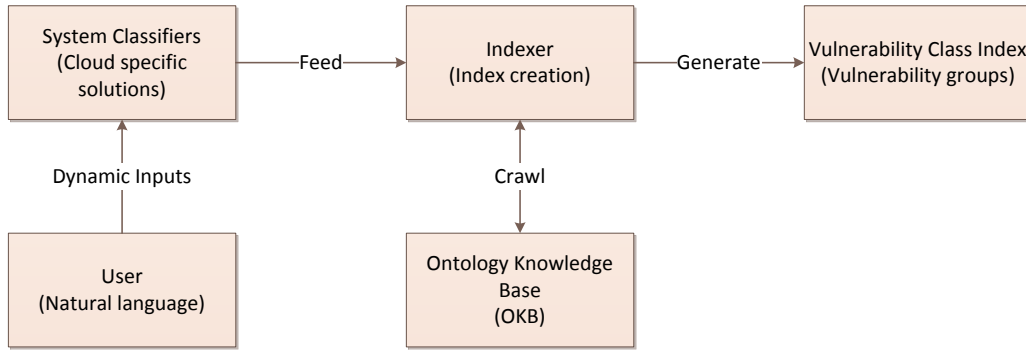 System Classifiers
(Cloud specific
solutions)
Feed
Indexer
(Index creation)
Generate
Vulnerability Class Index
(Vulnerability groups)
Dynamic Inputs
Crawl
User
(Natural language)
Ontology Knowledge
Base
(OKB)